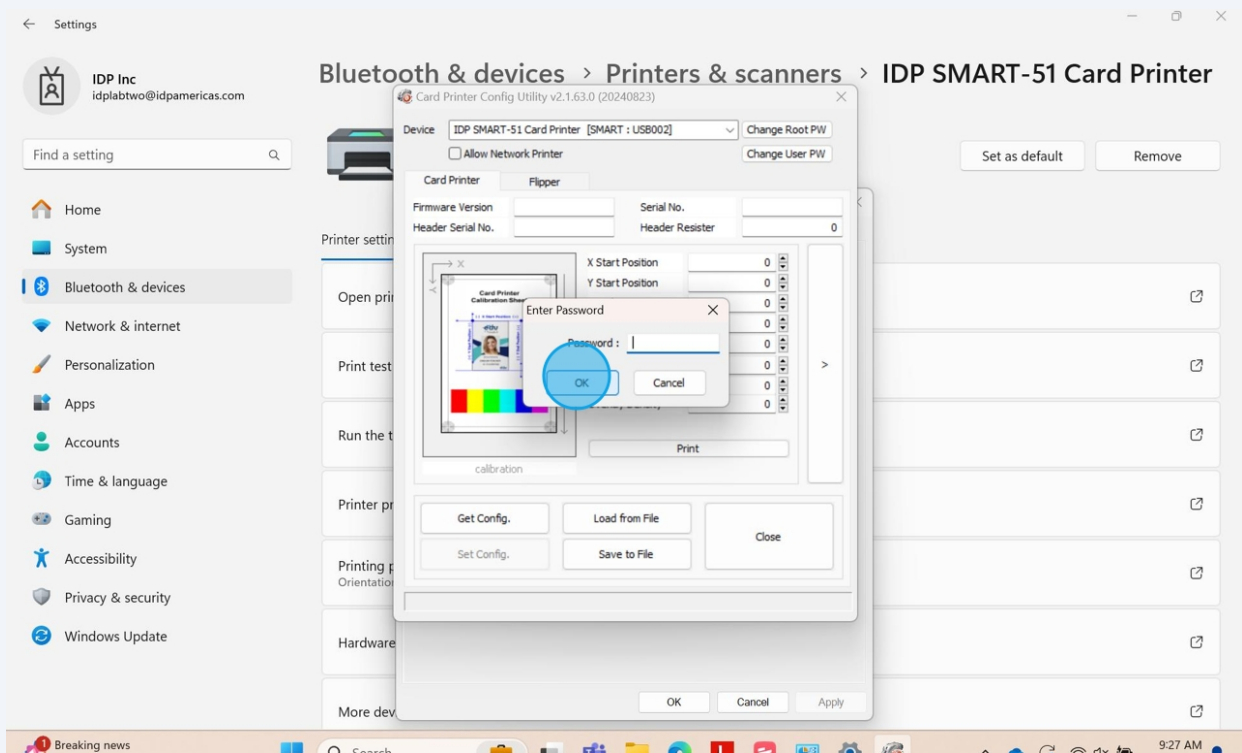 Settings
IDP Inc
idplabtwo@idpamericas.com
Find a setting
Home
System
Bluetooth & devices
Network & internet
Personalization
Apps
Accounts
Time & language
Gaming
Accessibility
Privacy & security
Windows Update
Bluetooth & devices > Printers & scanners > IDP SMART-51 Card Printer
Set as default
Remove
Printer settin
Open pri
Print test
Run the t
Printer pr
Printing p
Orientatio
Hardware
More dev
Card Printer Config Utility v2.1.63.0 (20240823)
Device IDP SMART-51 Card Printer [SMART : USB002] Change Root PW
Allow Network Printer Change User PW
Card Printer Flipper
Firmware Version Serial No.
Header Serial No. Header Resister 0
X
Y
Card Printer
Calibration Shee
X Start Position 0
Y Start Position 0
0
0
0
0
0
0
>
Print
calibration
Enter Password
Password :
OK Cancel
Get Config. Load from File
Close
Set Config. Save to File
OK Cancel Apply
1
Breaking news
Search
9:27 AM